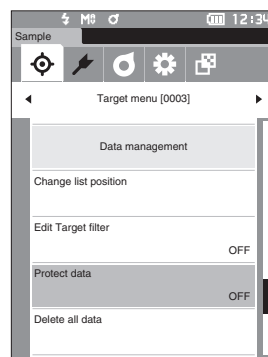 M
12:34
Sample
Target menu [0003]
Data management
Change list position
Edit Target filter
OFF
Protect data
OFF
Delete all data